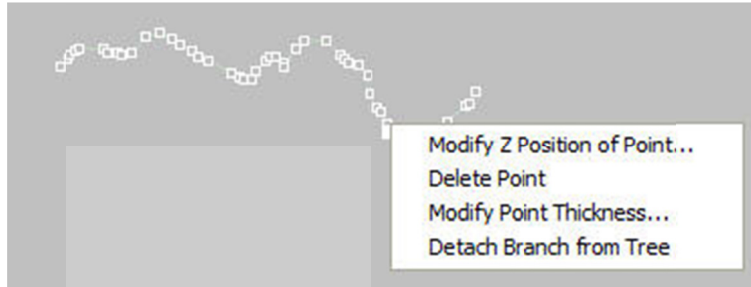 Modify Z Position of Point...
Delete Point
Modify Point Thickness...
Detach Branch from Tree